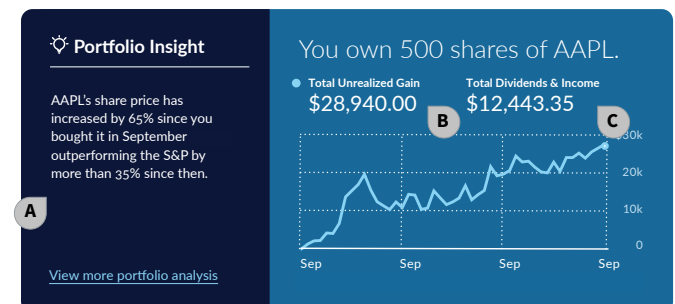 Portfolio Insight
AAPL's share price has
increased by 65% since you
bought it in September
outperforming the S&P by
more than 35% since then.
A
View more portfolio analysis
You own 500 shares of AAPL.
Total Unrealized Gain
$28,940.00
Total Dividends & Income
$12,443.35
B
C
$30k
20k
10k
0
Sep
Sep
Sep
Sep